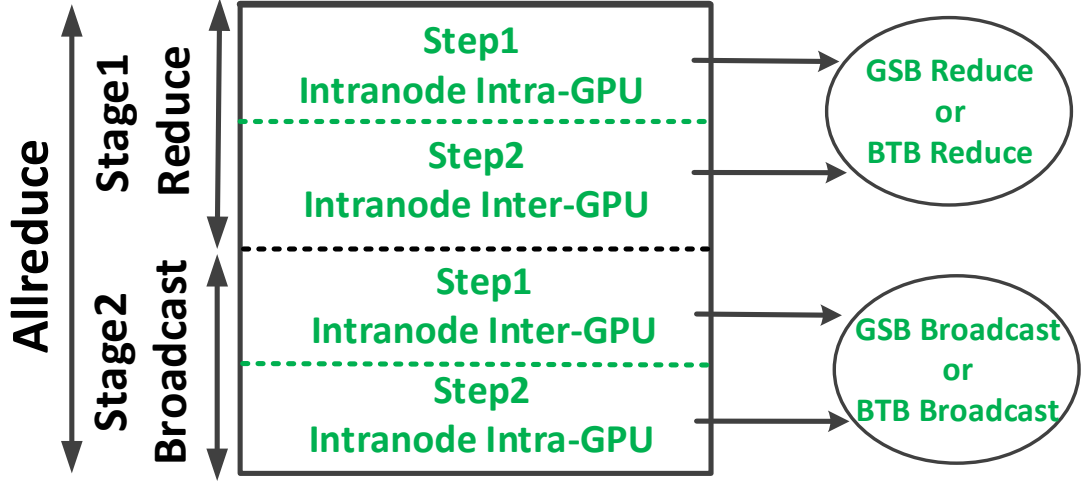 Allreduce
Stage1
Reduce
Step1
Intranode Intra-GPU
Step2
Intranode Inter-GPU
GSB Reduce
or
BTB Reduce
Stage2
Broadcast
Step1
Intranode Inter-GPU
Step2
Intranode Intra-GPU
GSB Broadcast
or
BTB Broadcast